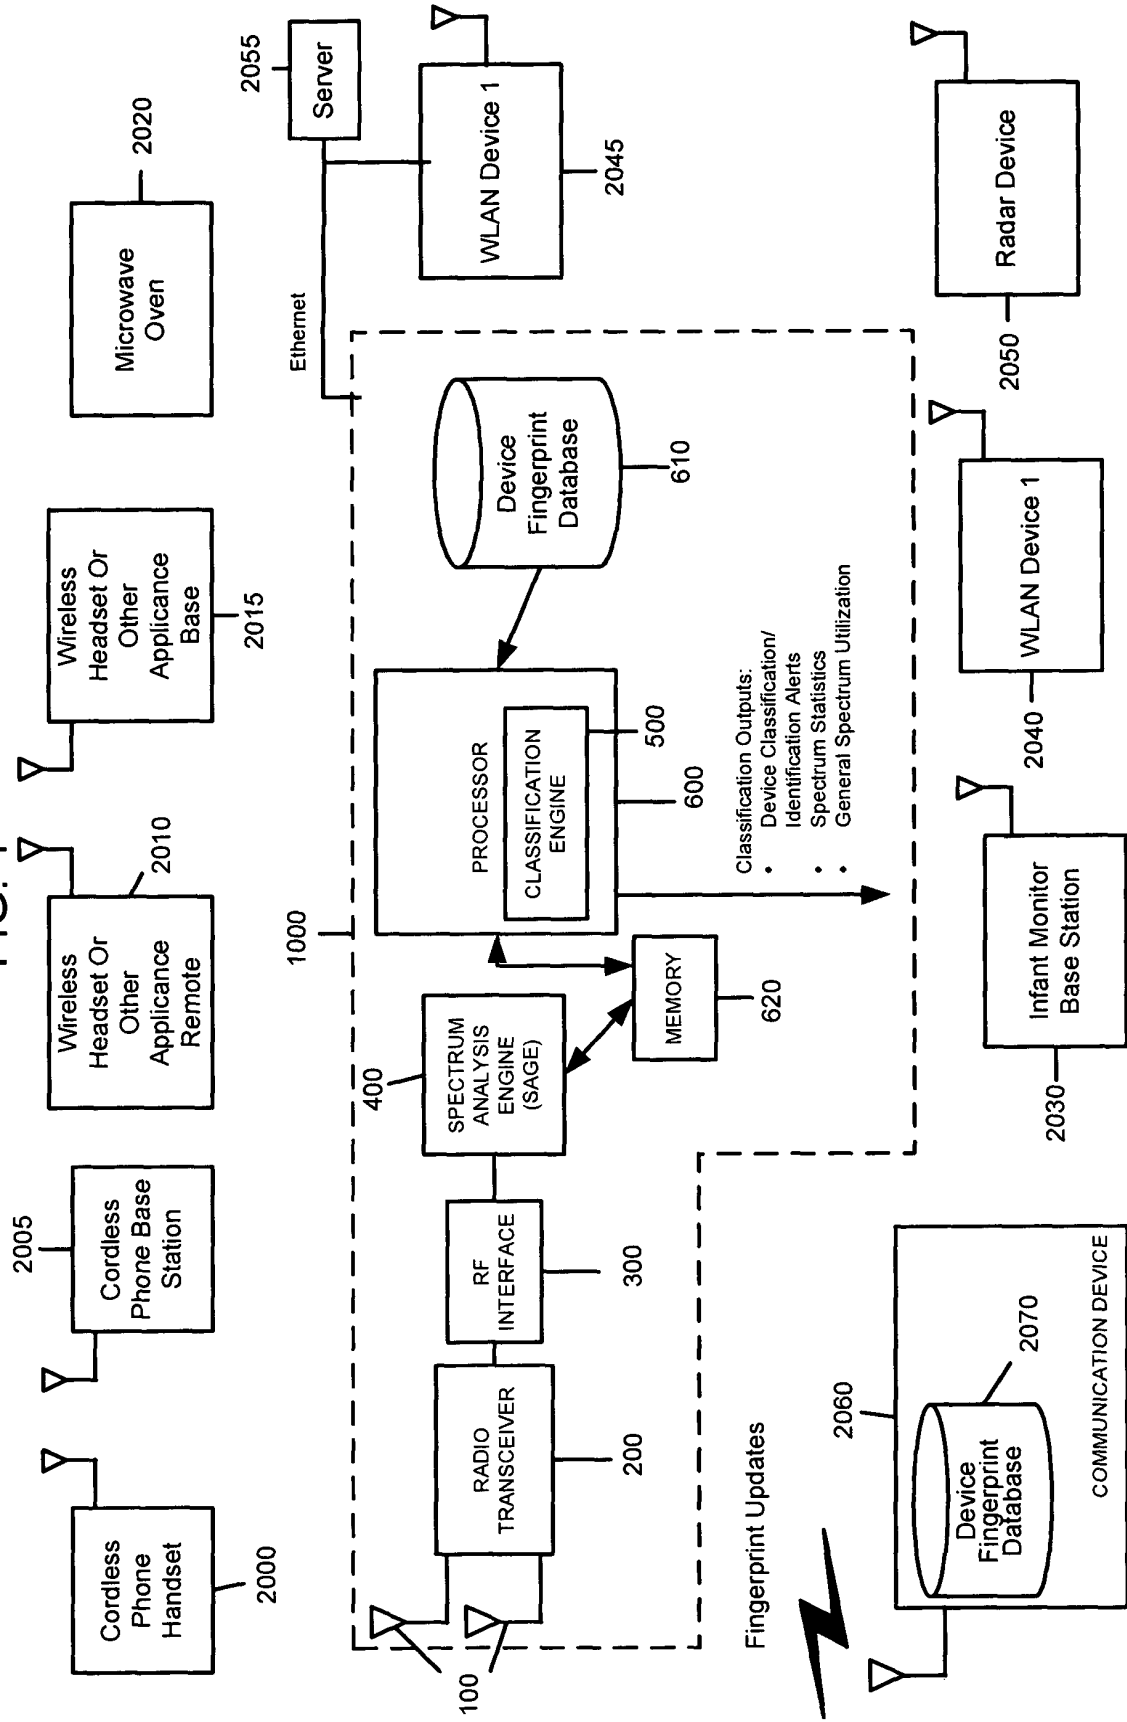 FIG. 1
2005
Cordless
Phone
Handset
2000
Cordless
Phone Base
Station
Wireless
Headset Or
Other
Applicance
Remote
2010
Wireless
Headset Or
Other
Applicance
Base
2015
Microwave
Oven
2020
2055
Server
Ethernet
WLAN Device 1
2045
1000
100
RADIO
TRANSCEIVER
200
RF
INTERFACE
300
400
SPECTRUM
ANALYSIS
ENGINE
(SAGE)
MEMORY
620
PROCESSOR
CLASSIFICATION
ENGINE
500
600
Device
Fingerprint
Database
610
Classification Outputs:
• Device Classification/
Identification Alerts
• Spectrum Statistics
• General Spectrum Utilization
Fingerprint Updates
2060
Device
Fingerprint
Database
2070
COMMUNICATION DEVICE
Infant Monitor
Base Station
2030
WLAN Device 1
2040
Radar Device
2050